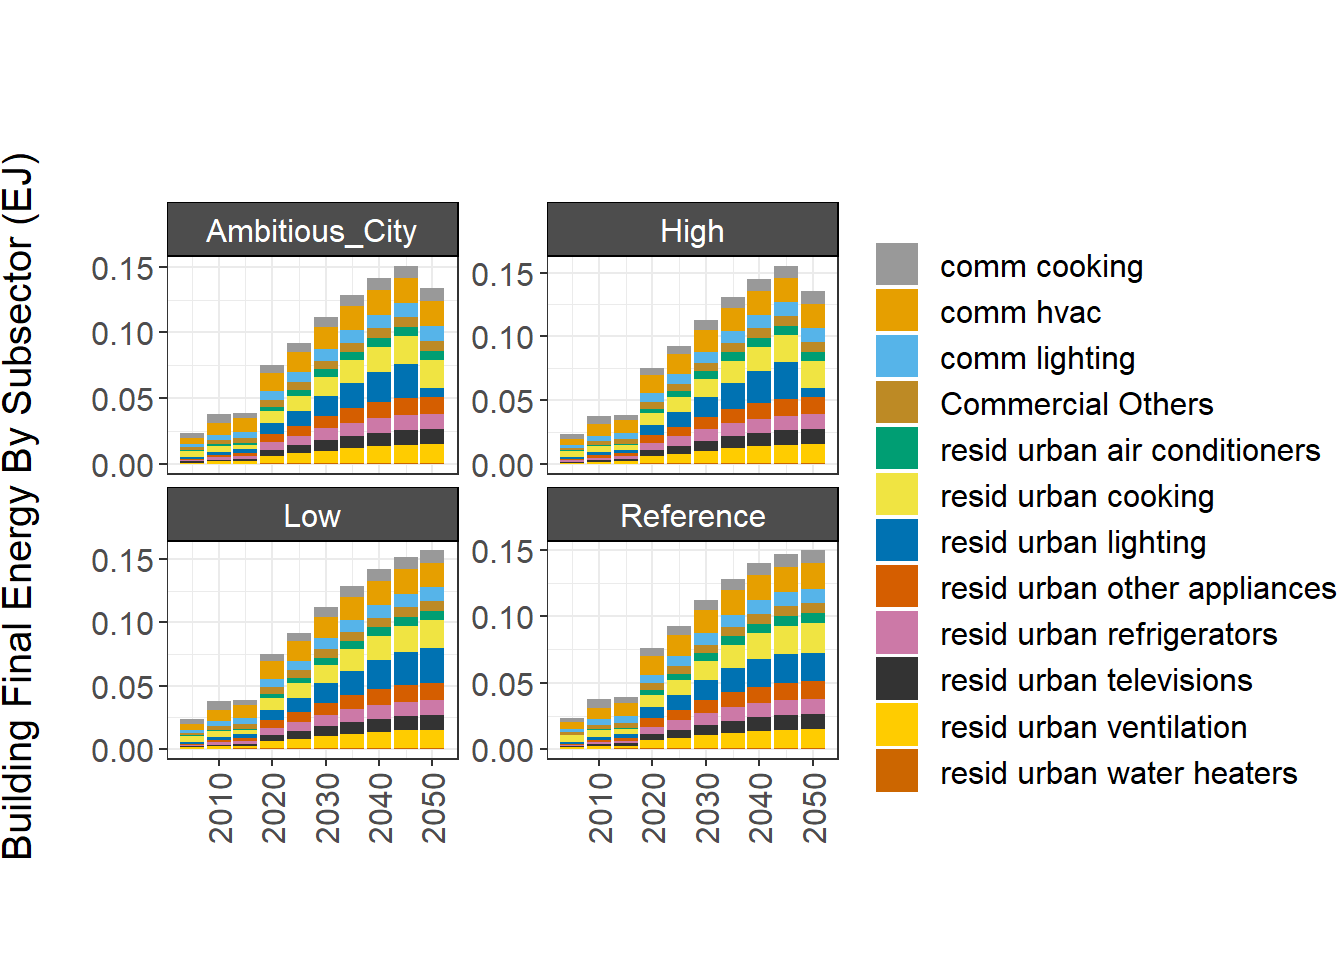 Building Final Energy By Subsector (EJ)
Ambitious_City
High
0.15
0.10
0.05
0.00
0.15
0.10
0.05
0.00
Low
Reference
0.15
0.10
0.05
0.00
0.15
0.10
0.05
0.00
2010
2020
2030
2040
2050
2010
2020
2030
2040
2050
comm cooking
comm hvac
comm lighting
Commercial Others
resid urban air conditioners
resid urban cooking
resid urban lighting
resid urban other appliances
resid urban refrigerators
resid urban televisions
resid urban ventilation
resid urban water heaters